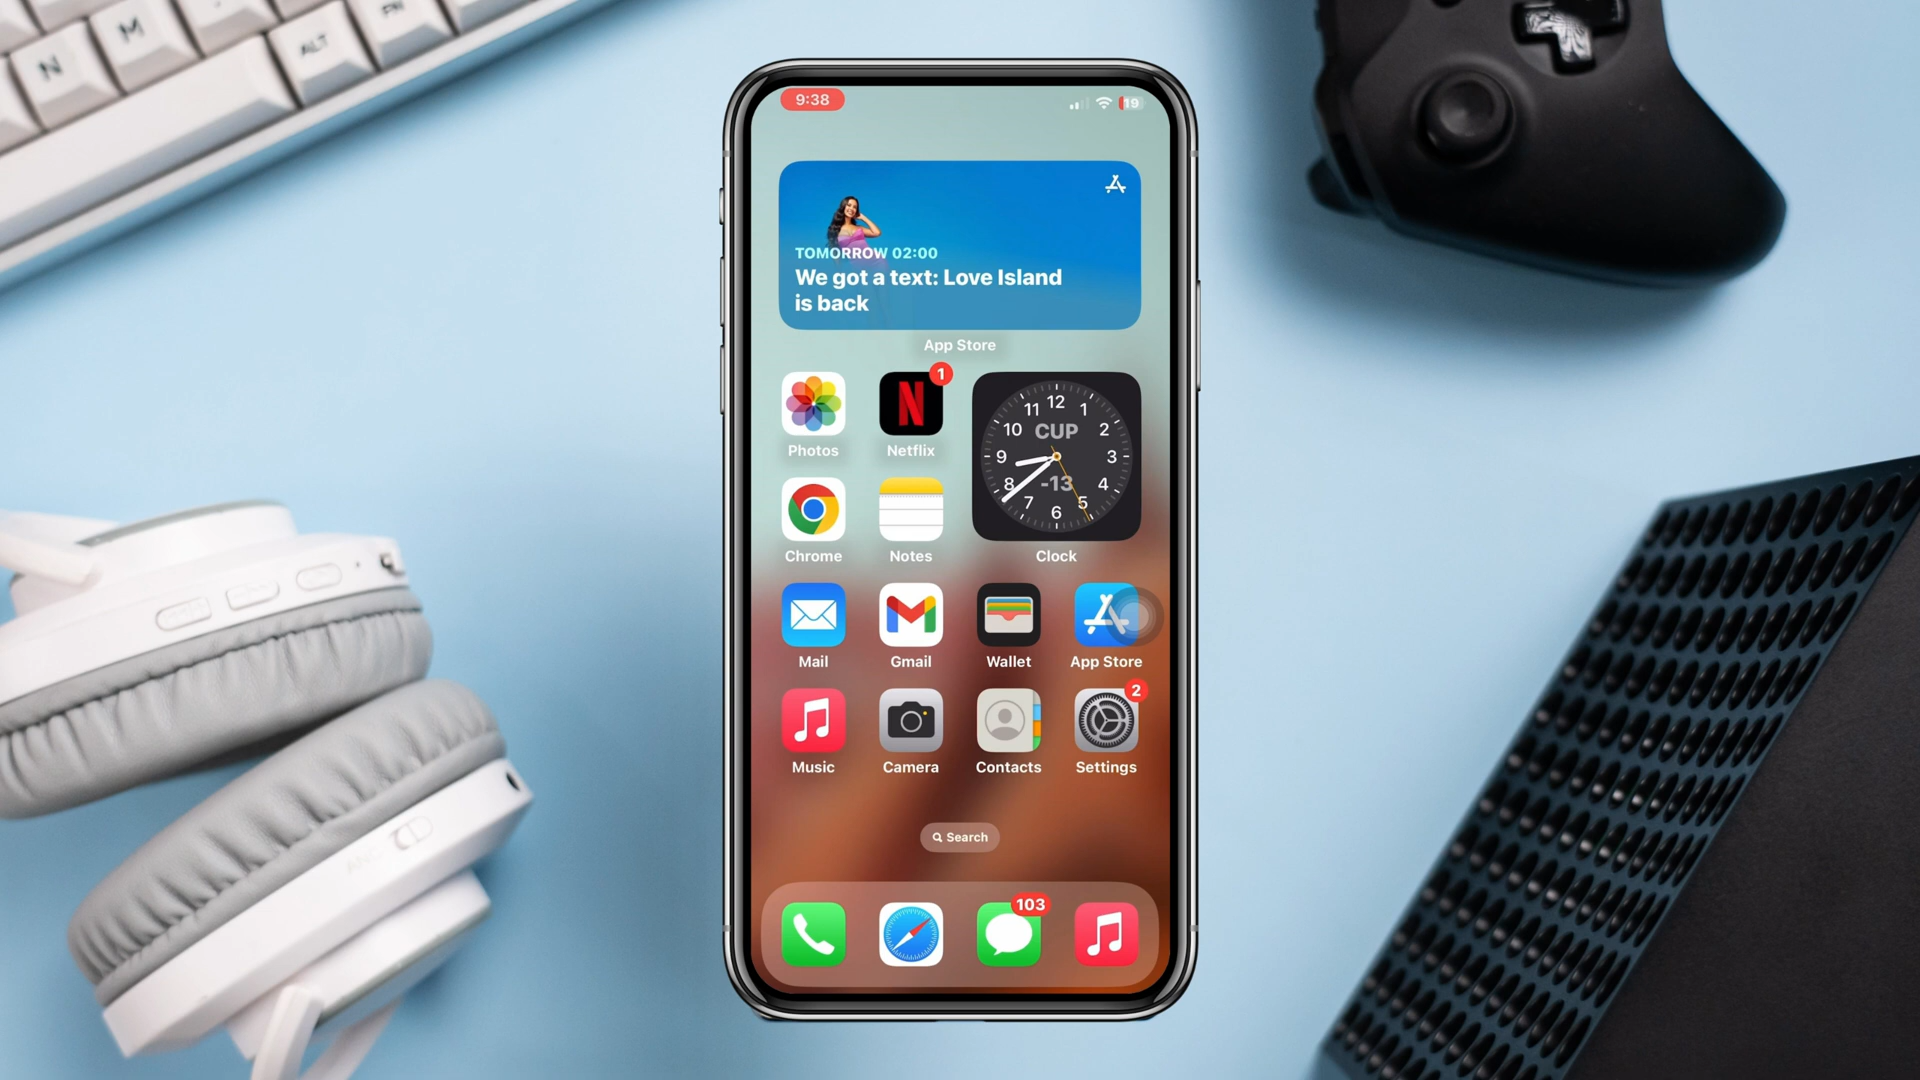 N
M
ALT
FN
9:38
19
TOMORROW 02:00
We got a text: Love Island
is back
App Store
1
Photos
Netflix
12
11
1
10
CUP
2
9
3
8
-13
4
7
5
6
Chrome
Notes
Clock
Mail
Gmail
Wallet
App Store
2
Music
Camera
Contacts
Settings
Search
103